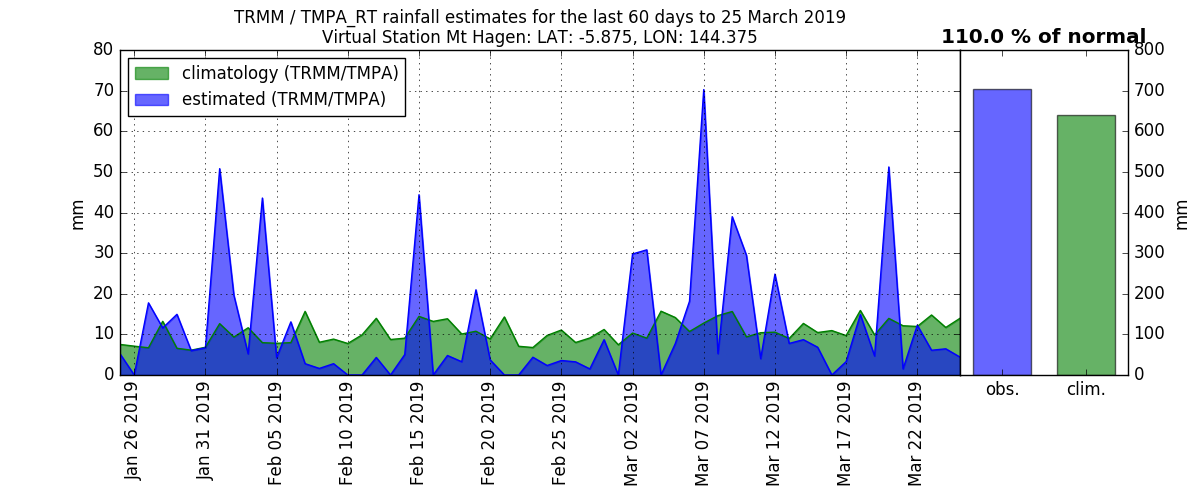 TRMM / TMPA_RT rainfall estimates for the last 60 days to 25 March 2019
Virtual Station Mt Hagen: LAT: -5.875, LON: 144.375
110.0 % of normal
climatology (TRMM/TMPA)
estimated (TRMM/TMPA)
80
70
60
50
40
30
20
10
0
mm
Jan 26 2019
Jan 31 2019
Feb 05 2019
Feb 10 2019
Feb 15 2019
Feb 20 2019
Feb 25 2019
Mar 02 2019
Mar 07 2019
Mar 12 2019
Mar 17 2019
Mar 22 2019
800
700
600
500
400
300
200
100
0
mm
obs.
clim.